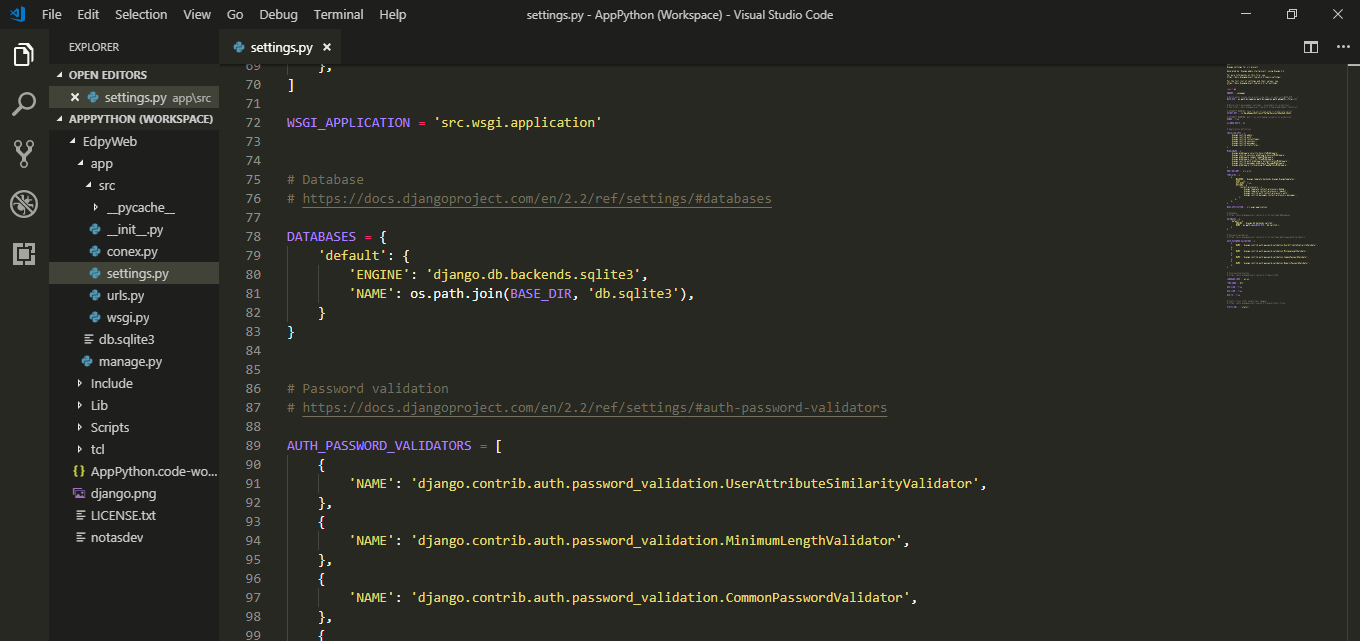 File Edit Selection View Go Debug Terminal Help
settings.py - AppPython (Workspace) - Visual Studio Code
EXPLORER
OPEN EDITORS
settings.py app\src
APPPYTHON (WORKSPACE)
EdpyWeb
app
src
__pycache__
__init__.py
conex.py
settings.py
urls.py
wsgi.py
db.sqlite3
manage.py
Include
Lib
Scripts
tcl
AppPython.code-wo...
django.png
LICENSE.txt
notasdev
settings.py
69 },
70 ]
71
72 WSGI_APPLICATION = 'src.wsgi.application'
73
74
75 # Database
76 # https://docs.djangoproject.com/en/2.2/ref/settings/#databases
77
78 DATABASES = {
79 'default': {
80 'ENGINE': 'django.db.backends.sqlite3',
81 'NAME': os.path.join(BASE_DIR, 'db.sqlite3'),
82 }
83 }
84
85
86 # Password validation
87 # https://docs.djangoproject.com/en/2.2/ref/settings/#auth-password-validators
88
89 AUTH_PASSWORD_VALIDATORS = [
90 {
91 'NAME': 'django.contrib.auth.password_validation.UserAttributeSimilarityValidator',
92 },
93 {
94 'NAME': 'django.contrib.auth.password_validation.MinimumLengthValidator',
95 },
96 {
97 'NAME': 'django.contrib.auth.password_validation.CommonPasswordValidator',
98 },
99 {